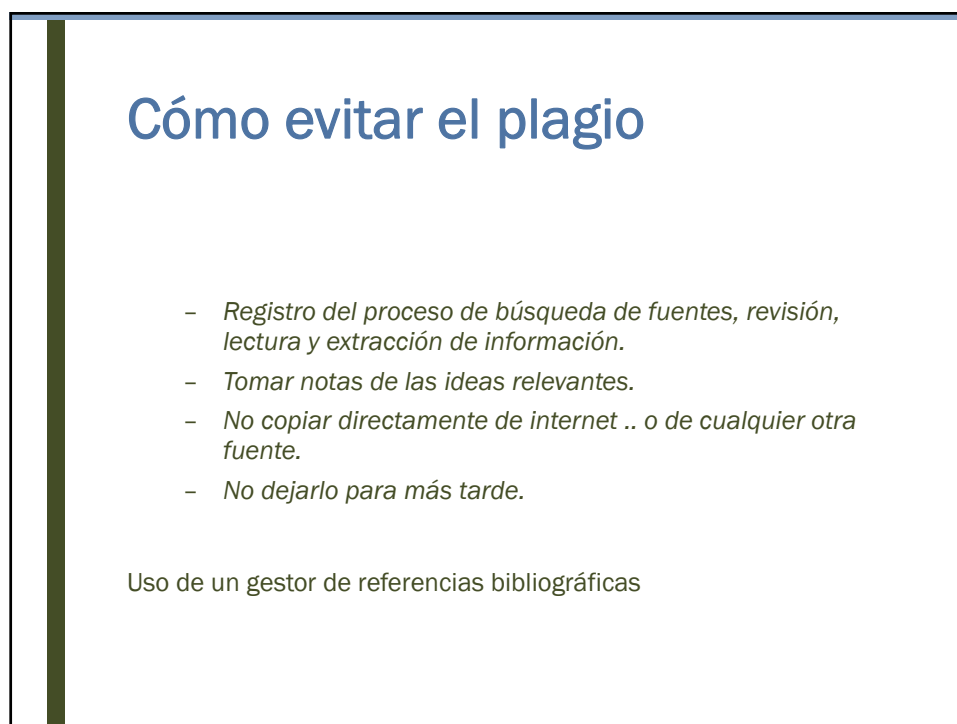 Cómo evitar el plagio
– Registro del proceso de búsqueda de fuentes, revisión,
lectura y extracción de información.
– Tomar notas de las ideas relevantes.
– No copiar directamente de internet .. o de cualquier otra
fuente.
– No dejarlo para más tarde.
Uso de un gestor de referencias bibliográficas